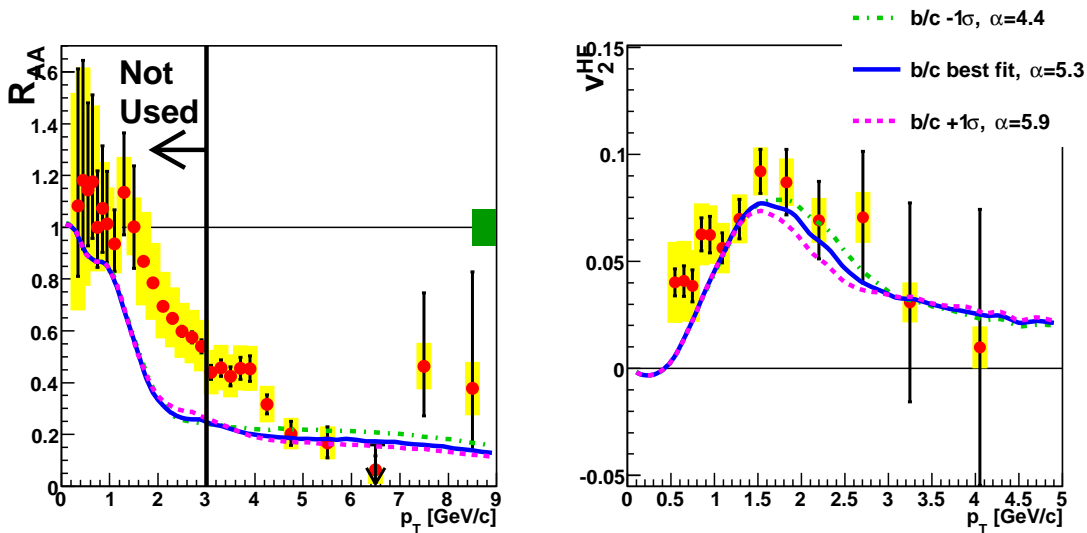 R_AA
1.6
1.4
1.2
1
0.8
0.6
0.4
0.2
0
Not
Used
0 1 2 3 4 5 6 7 8 9
p_T [GeV/c]
v_2^HE
0.15
0.1
0.05
0
-0.05
b/c -1σ, α=4.4
b/c best fit, α=5.3
b/c +1σ, α=5.9
0 0.5 1 1.5 2 2.5 3 3.5 4 4.5 5
p_T [GeV/c]